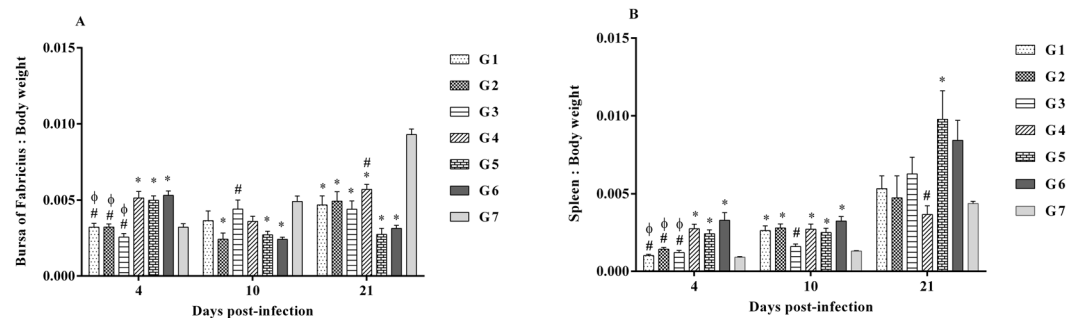 A
Bursa of Fabricius : Body weight
0.015
0.010
0.005
0.000
ϕ ϕ ϕ
# # #
* * *
* # * *
* * * # * * *
4 10 21
Days post-infection
G1
G2
G3
G4
G5
G6
G7
B
Spleen : Body weight
0.015
0.010
0.005
0.000
ϕ ϕ ϕ
# # #
* * *
* * # * * *
# *
4 10 21
Days post-infection
G1
G2
G3
G4
G5
G6
G7